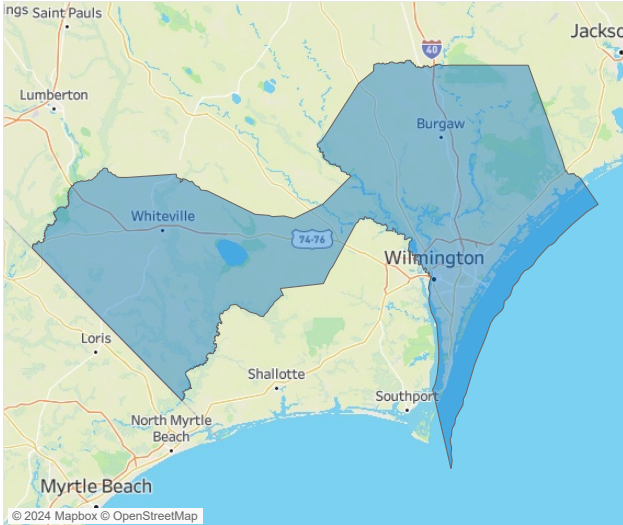 ngs
Saint Pauls
Jackso
40
Lumberton
Burgaw
Whiteville
74-76
Wilmington
Loris
Shallotte
Southport
North Myrtle
Beach
Myrtle Beach
© 2024 Mapbox © OpenStreetMap